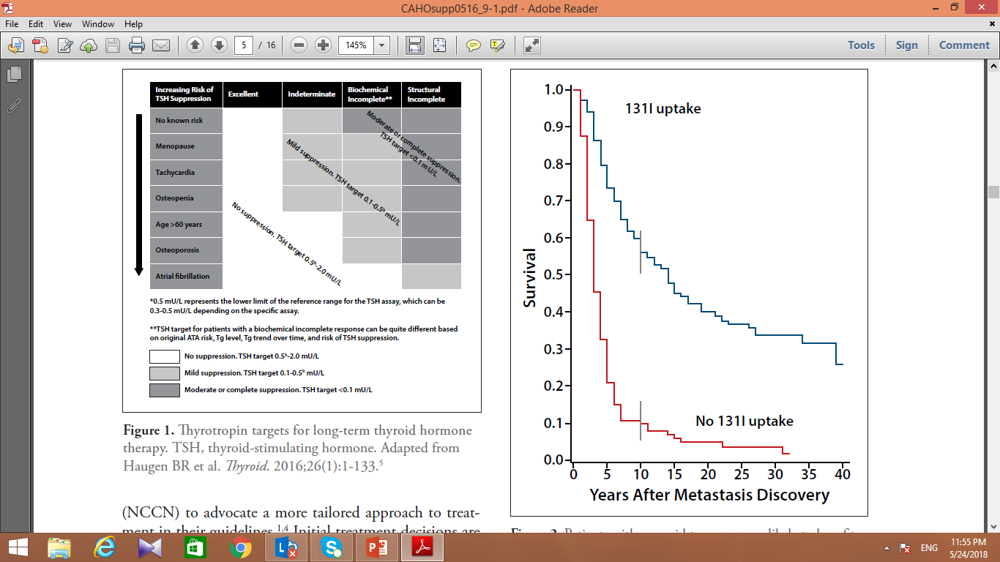 CAHOsupp0516_9-1.pdf - Adobe Reader
File Edit View Window Help
5 / 16 145% Tools Sign Comment
Increasing Risk of
TSH Suppression
Excellent
Indeterminate
Biochemical
Incomplete**
Structural
Incomplete
No known risk
Menopause
Tachycardia
Osteopenia
Age >60 years
Osteoporosis
Atrial fibrillation
Moderate or complete suppression.
TSH target <0.1 mU/L
Mild suppression. TSH target 0.1-0.5ᵇ mU/L
No suppression. TSH target 0.5ᵇ-2.0 mU/L
*0.5 mU/L represents the lower limit of the reference range for the TSH assay, which can be
0.3-0.5 mU/L depending on the specific assay.
**TSH target for patients with a biochemical incomplete response can be quite different based
on original ATA risk, Tg level, Tg trend over time, and risk of TSH suppression.
No suppression. TSH target 0.5ᵇ-2.0 mU/L
Mild suppression. TSH target 0.1-0.5ᵇ mU/L
Moderate or complete suppression. TSH target <0.1 mU/L
Figure 1. Thyrotropin targets for long-term thyroid hormone
therapy. TSH, thyroid-stimulating hormone. Adapted from
Haugen BR et al. Thyroid. 2016;26(1):1-133.⁵
(NCCN) to advocate a more tailored approach to treat-
ment in their guidelines.¹,⁴ Initial treatment decisions are
1.0
0.9
0.8
0.7
0.6
0.5
0.4
0.3
0.2
0.1
0.0
Survival
131I uptake
No 131I uptake
0 5 10 15 20 25 30 35 40
Years After Metastasis Discovery
ENG
11:55 PM
5/24/2018